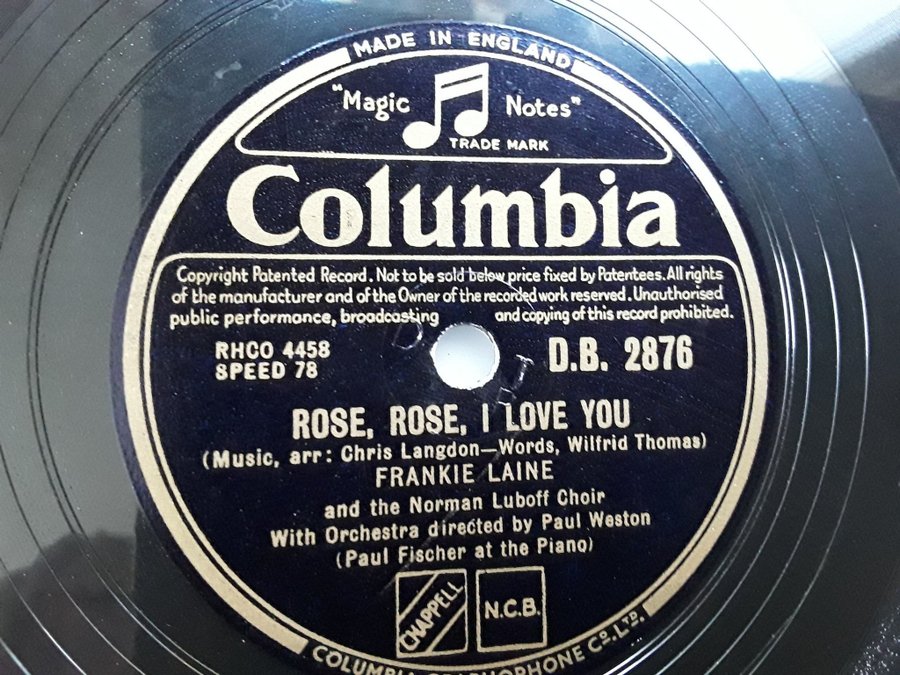 MADE IN ENGLAND
"Magic Notes"
TRADE MARK
Columbia
Copyright Patented Record. Not to be sold below price fixed by Patentees. All rights
of the manufacturer and of the Owner of the recorded work reserved. Unauthorised
public performance, broadcasting and copying of this record prohibited.
RHCO 4458
SPEED 78
D.B. 2876
ROSE, ROSE, I LOVE YOU
(Music, arr: Chris Langdon—Words, Wilfrid Thomas)
FRANKIE LAINE
and the Norman Luboff Choir
With Orchestra directed by Paul Weston
(Paul Fischer at the Piano)
CHAPPELL
N.C.B.
COLUMBIA GRAPHOPHONE CO. LTD.